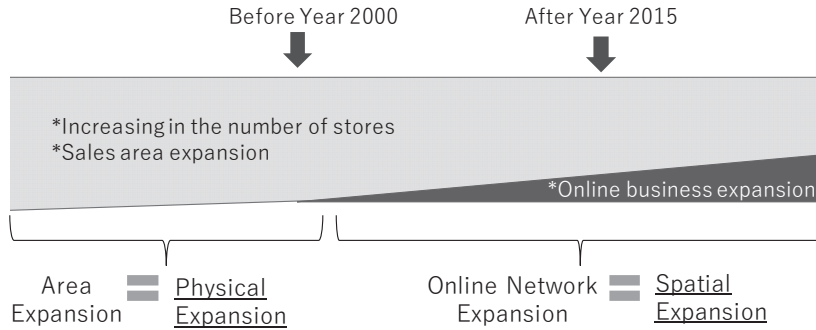 Before Year 2000
After Year 2015
*Increasing in the number of stores
*Sales area expansion
*Online business expansion
Area
Expansion
Physical
Expansion
Online Network
Expansion
Spatial
Expansion